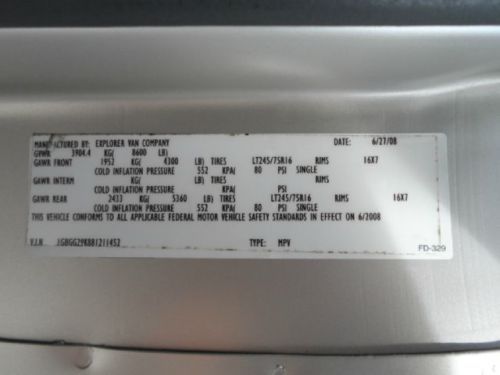 MANUFACTURED BY: EXPLORER VAN COMPANY DATE: 6/27/08
GVWR 3904.4 KG( 8600 LB)
GAWR FRONT 1952 KG( 4300 LB) TIRES LT245/75R16 RIMS 16X7
COLD INFLATION PRESSURE 552 KPA( 80 PSI SINGLE
GAWR INTERM KG( LB) TIRES RIMS
COLD INFLATION PRESSURE KPA( PSI
GAWR REAR 2433 KG( 5360 LB) TIRES LT245/75R16 RIMS 16X7
COLD INFLATION PRESSURE 552 KPA( 80 PSI SINGLE
THIS VEHICLE CONFORMS TO ALL APPLICABLE FEDERAL MOTOR VEHICLE SAFETY STANDARDS IN EFFECT ON 6/2008
V.I.N 1GBGG29K881211452 TYPE: MPV
FD-329